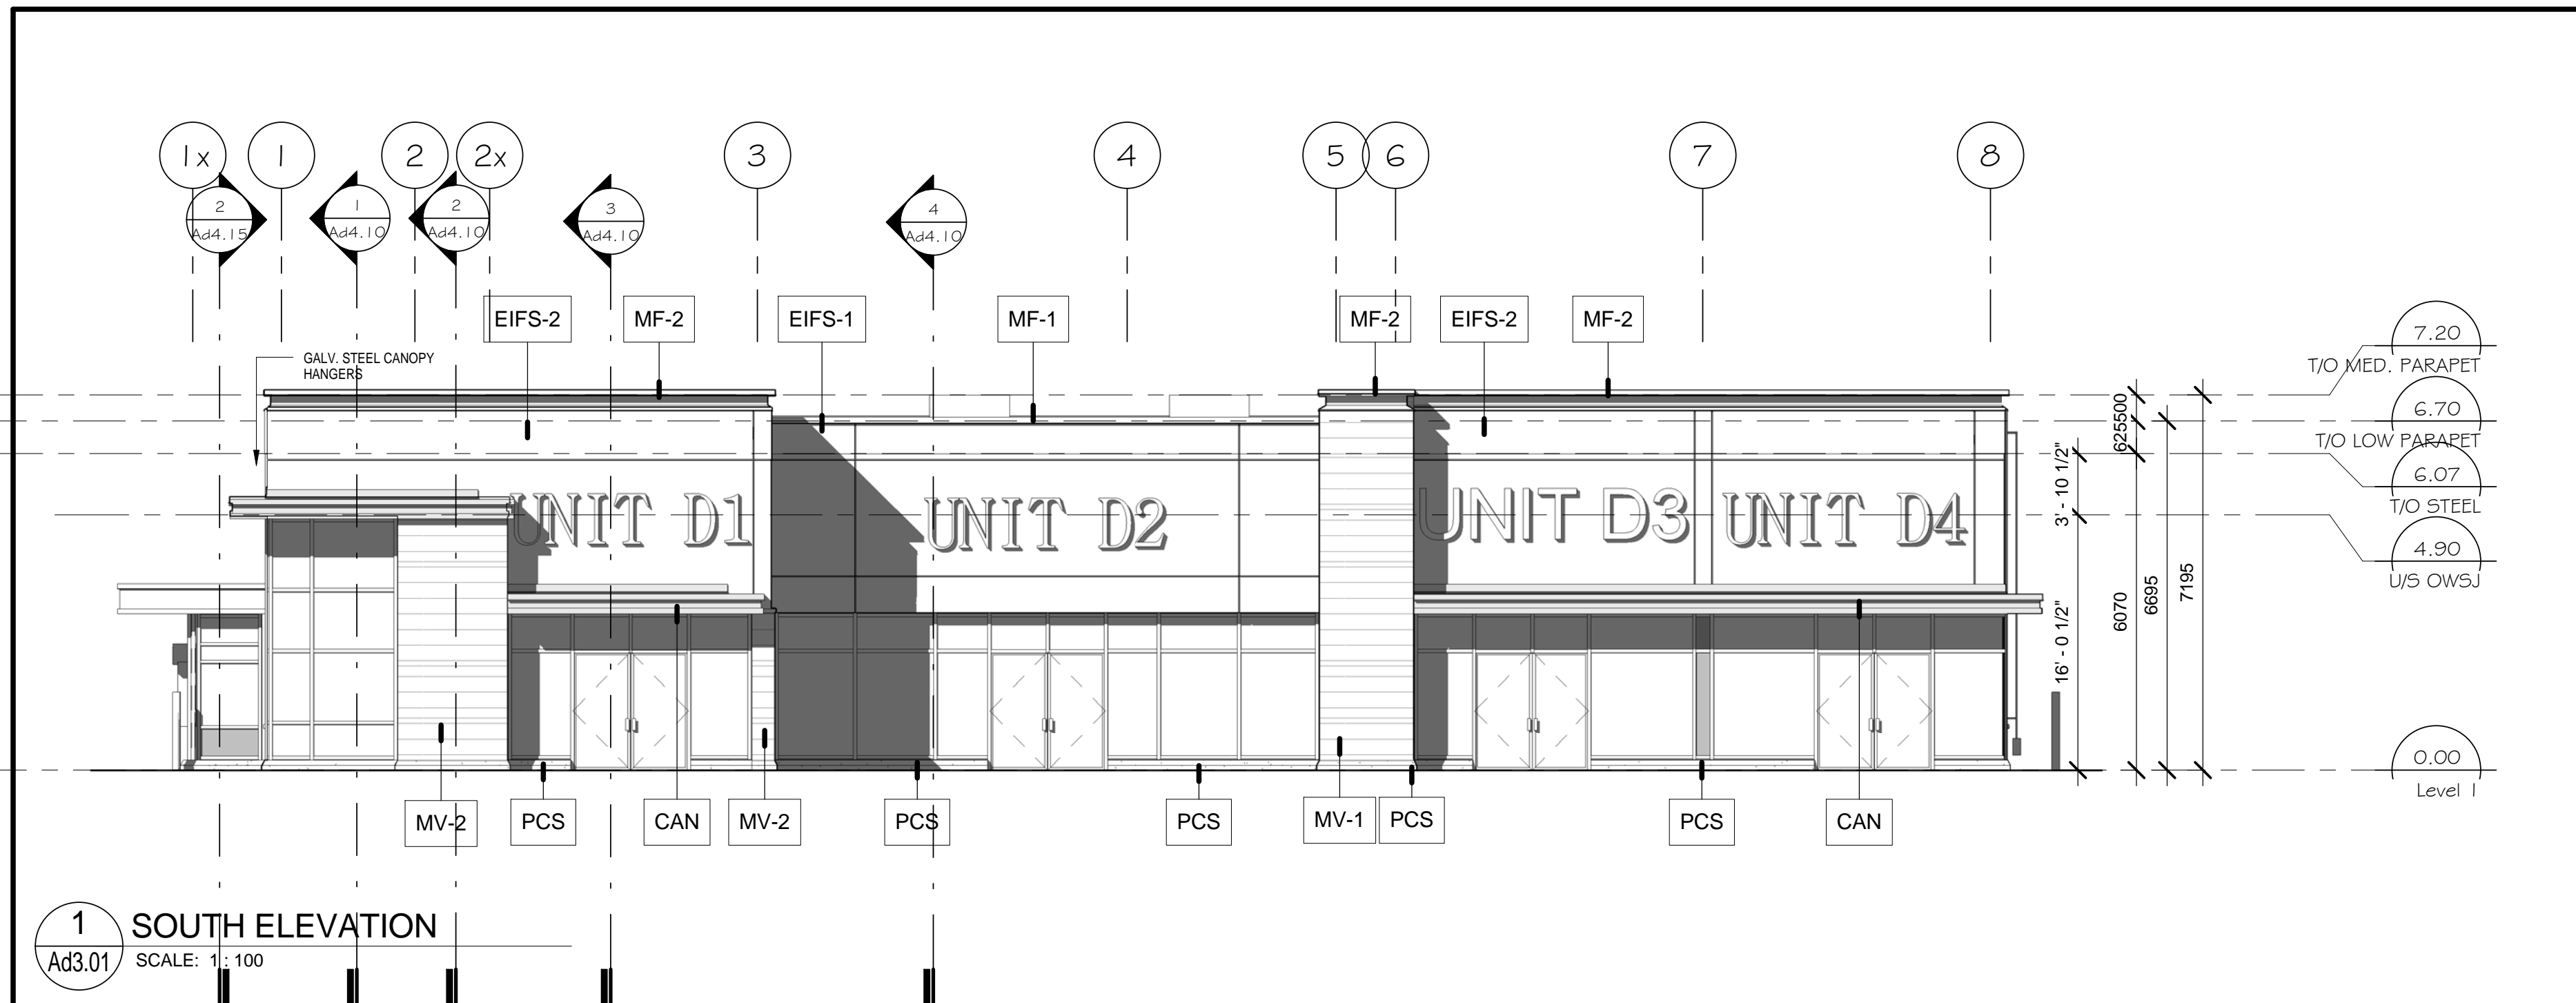 1x 1 2 2x 3 4 5 6 7 8
2
Ad4.15
1
Ad4.10
2
Ad4.10
3
Ad4.10
4
Ad4.10
EIFS-2 MF-2 EIFS-1 MF-1 MF-2 EIFS-2 MF-2
GALV. STEEL CANOPY
HANGERS
7.20
T/O MED. PARAPET
6.70
T/O LOW PARAPET
6.07
T/O STEEL
4.90
U/S OWSJ
0.00
Level 1
UNIT D1 UNIT D2 UNIT D3 UNIT D4
3' - 10 1/2"
16' - 0 1/2"
625
500
6070
6695
7195
MV-2 PCS CAN MV-2 PCS PCS MV-1 PCS PCS CAN
1
Ad3.01
SOUTH ELEVATION
SCALE: 1 : 100